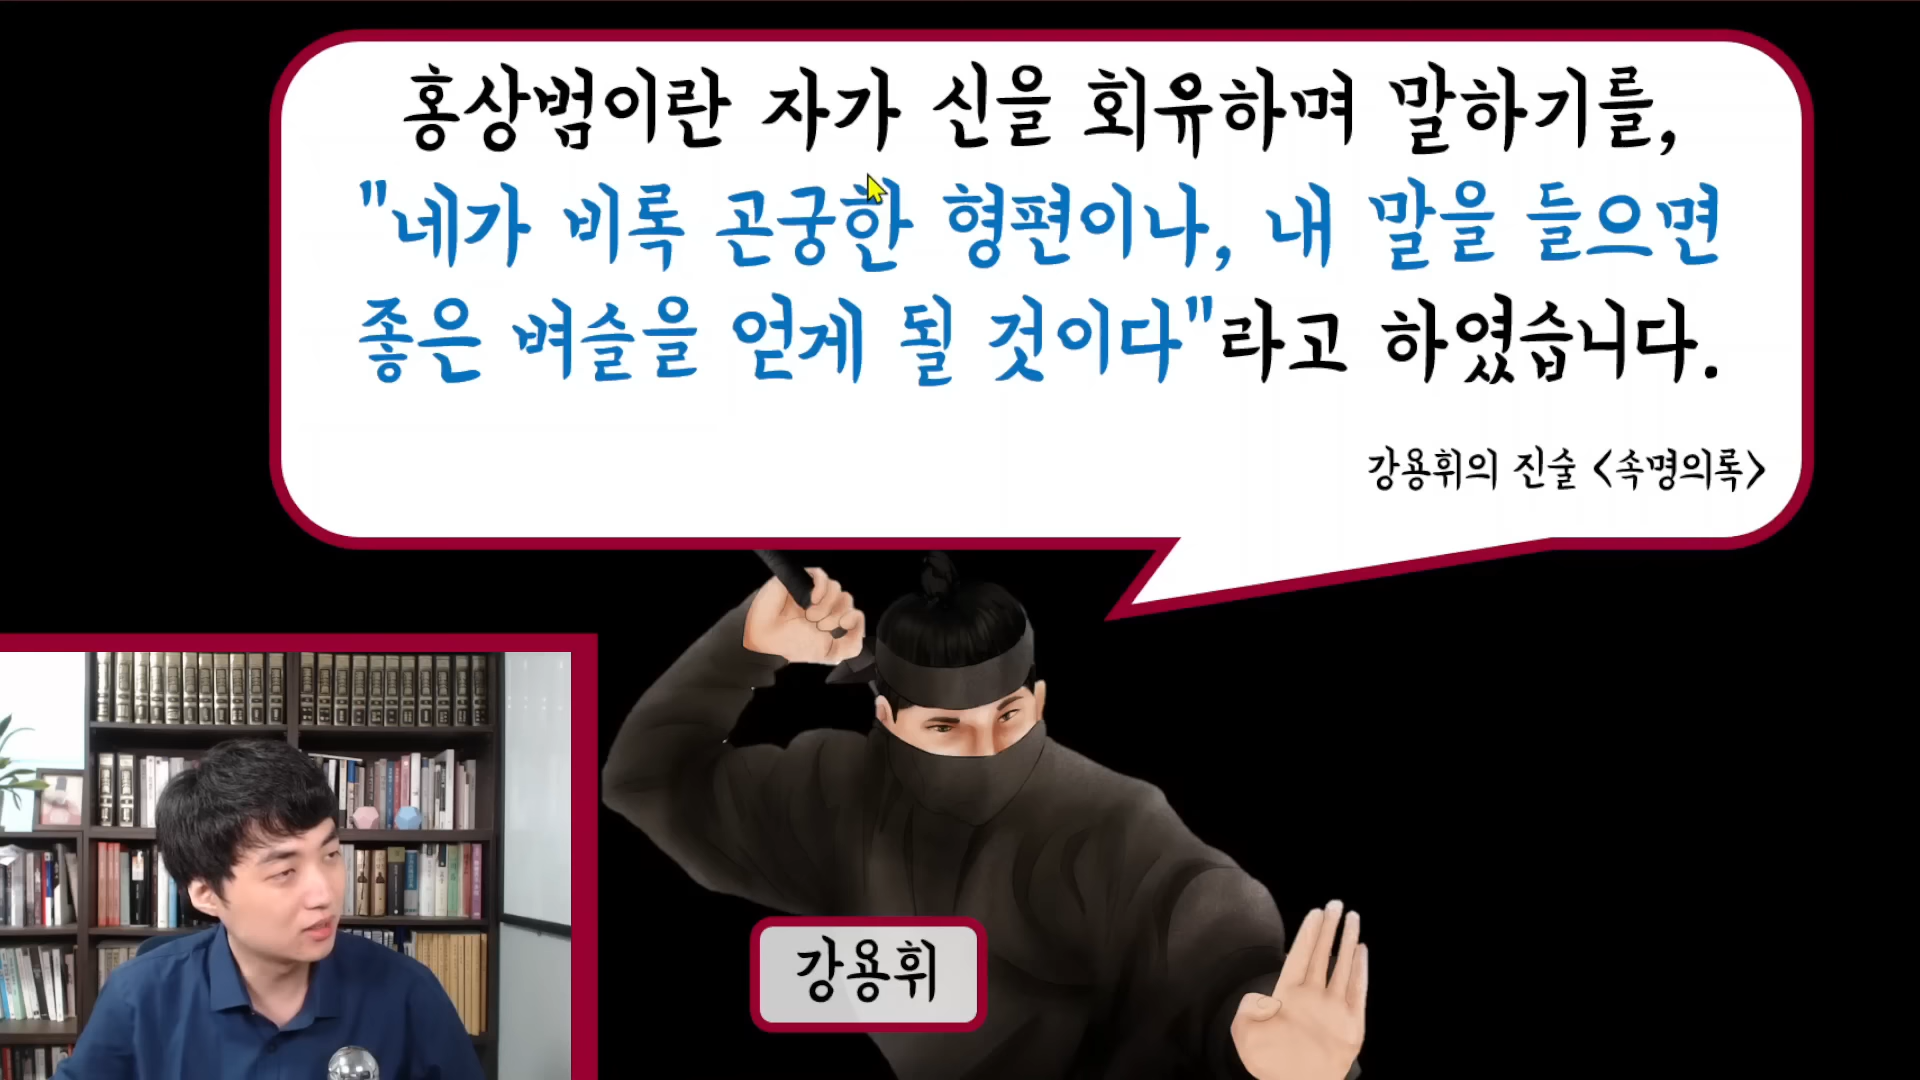 홍상범이란 자가 신을 회유하며 말하기를,
"네가 비록 곤궁한 형편이나, 내 말을 들으면
좋은 벼슬을 얻게 될 것이다"라고 하였습니다.
강용휘의 진술 <속명의록>
강용휘